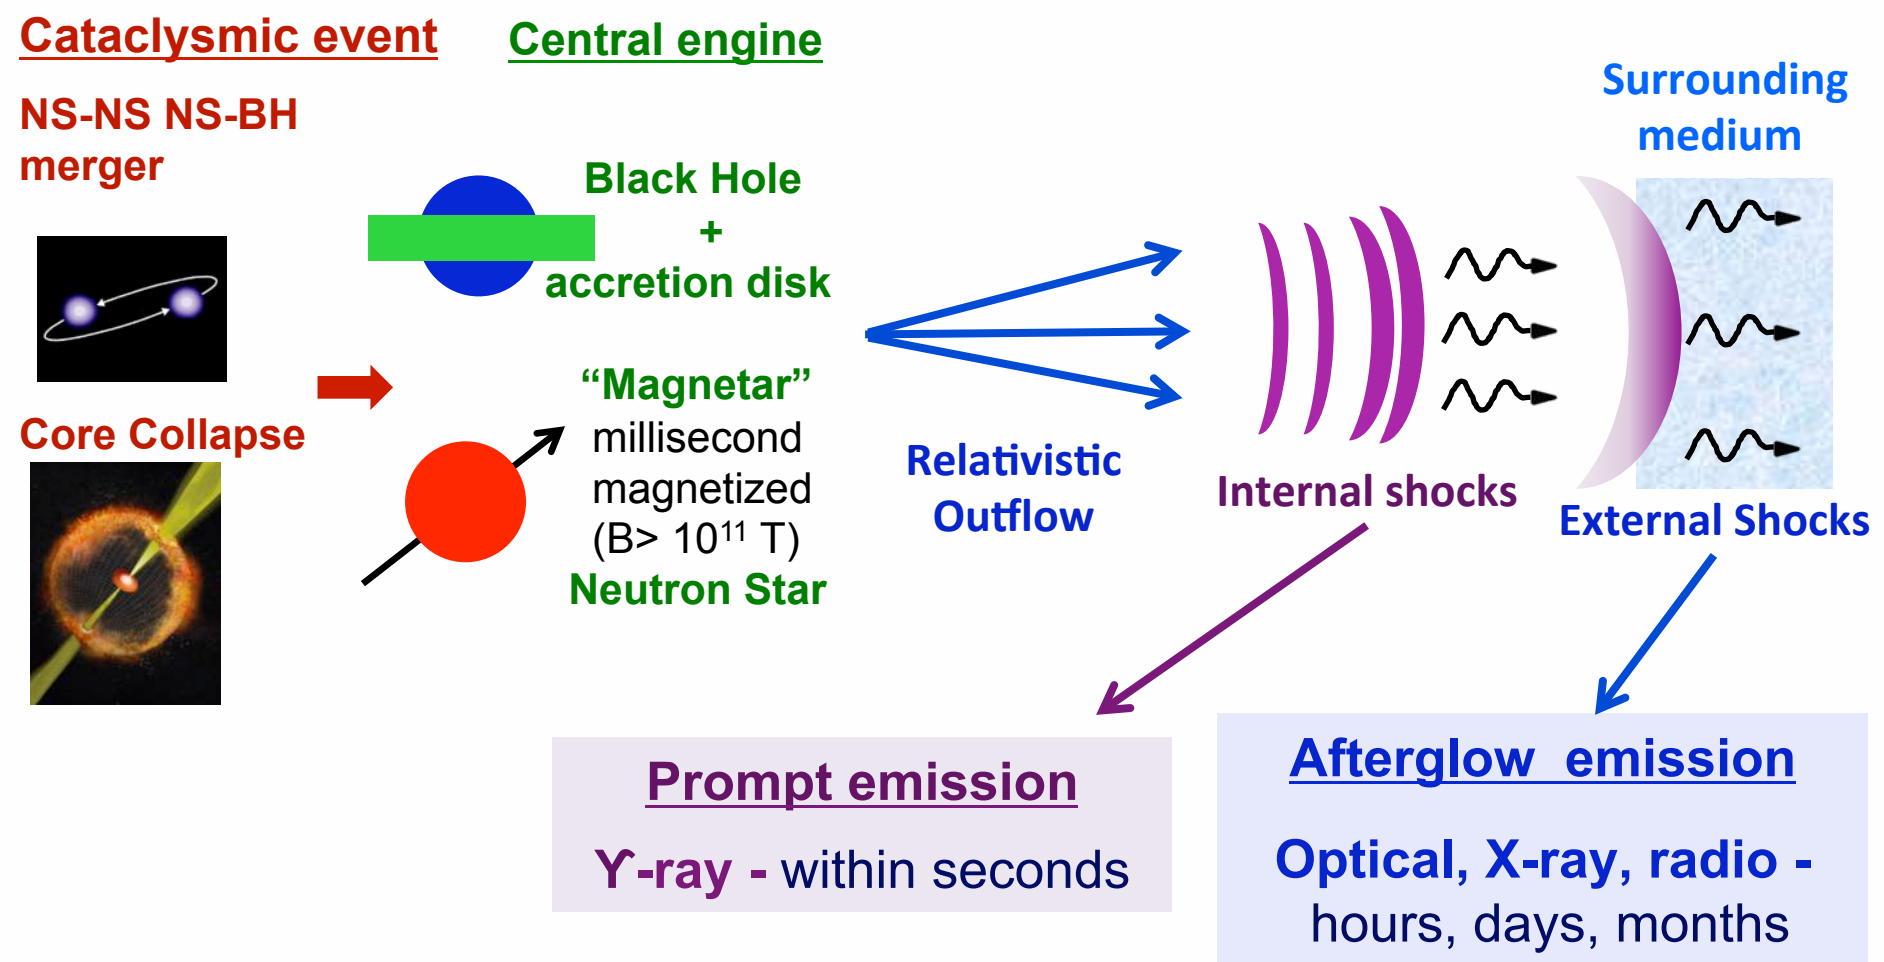 Cataclysmic event
NS-NS NS-BH
merger
Core Collapse
Central engine
Black Hole
+
accretion disk
“Magnetar”
millisecond
magnetized
(B> 10¹¹ T)
Neutron Star
Relativistic
Outflow
Internal shocks
Surrounding
medium
External Shocks
Prompt emission
ϒ-ray - within seconds
Afterglow emission
Optical, X-ray, radio -
hours, days, months